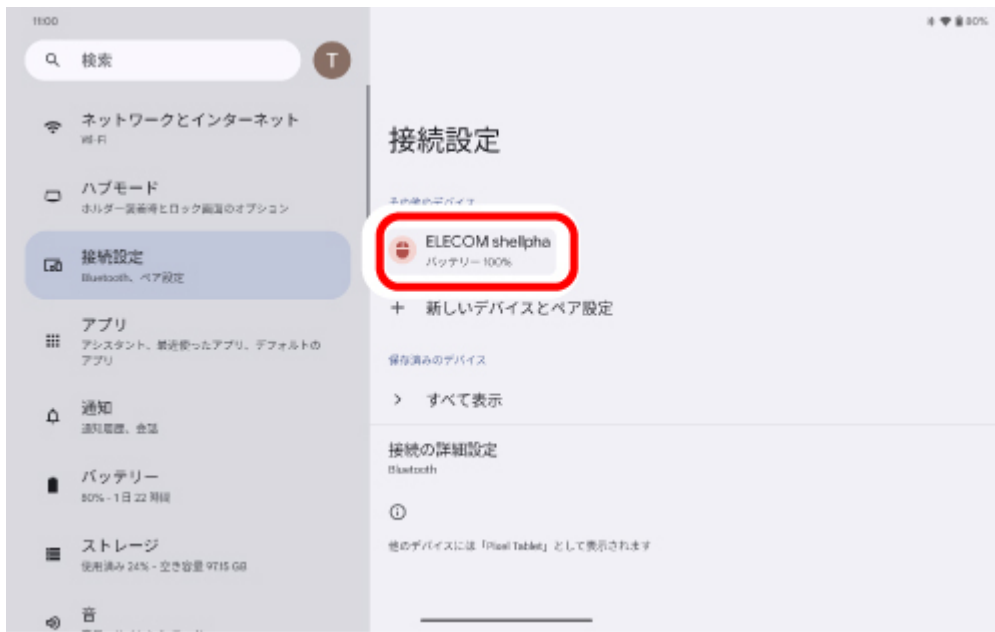 11:00
80%
検索
T
ネットワークとインターネット
Wi-Fi
ハブモード
ホルダー装着時とロック画面のオプション
接続設定
Bluetooth、ペア設定
アプリ
アシスタント、最近使ったアプリ、デフォルトの
アプリ
通知
通知履歴、会話
バッテリー
80% - 1日 22 時間
ストレージ
使用済み 24% - 空き容量 97.15 GB
音
接続設定
その他のデバイス
ELECOM shellpha
バッテリー 100%
+ 新しいデバイスとペア設定
保存済みのデバイス
すべて表示
接続の詳細設定
Bluetooth
他のデバイスには「Pixel Tablet」として表示されます